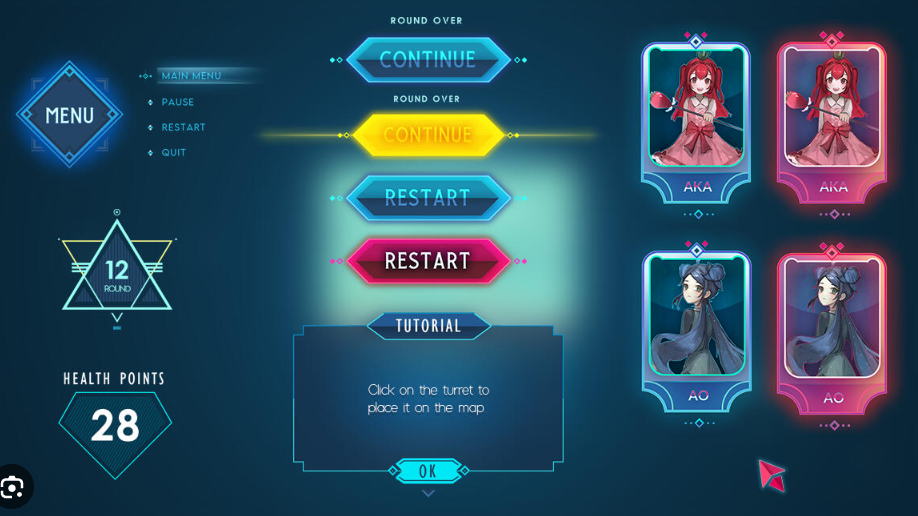 ROUND OVER
CONTINUE
MENU
MAIN MENU
PAUSE
RESTART
QUIT
ROUND OVER
CONTINUE
RESTART
RESTART
12
ROUND
HEALTH POINTS
28
TUTORIAL
Click on the turret to
place it on the map
OK
AKA
AKA
AO
AO